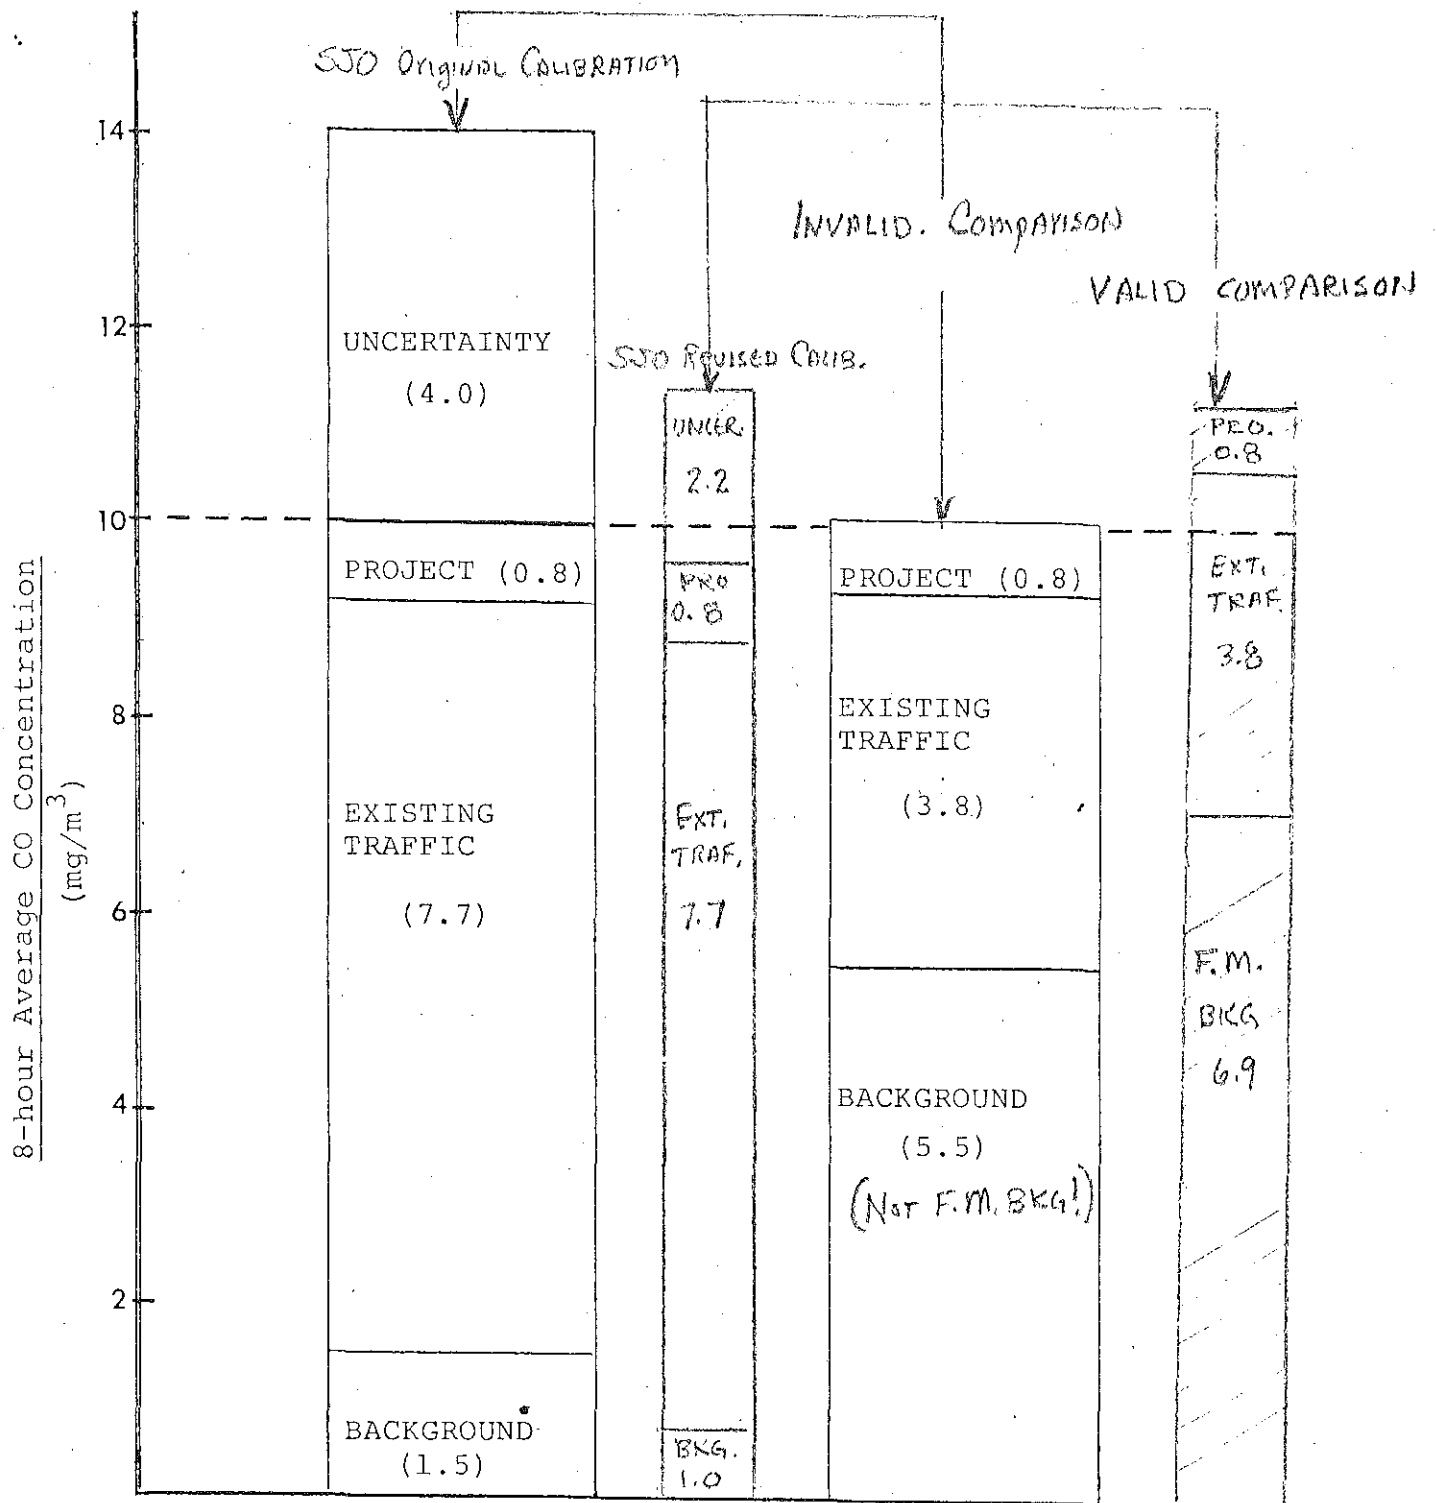 SJO Original Calibration
INVALID. Comparison
VALID COMPARISON
8-hour Average CO Concentration
(mg/m³)
14
12
10
8
6
4
2
UNCERTAINTY
(4.0)
PROJECT (0.8)
EXISTING
TRAFFIC
(7.7)
BACKGROUND
(1.5)
SJO REVISED CALIB.
UNCER.
2.2
PRO
0.8
EXT.
TRAF.
7.7
BKG.
1.0
PROJECT (0.8)
EXISTING
TRAFFIC
(3.8)
BACKGROUND
(5.5)
(NOT F.M. BKG!)
PRO.
0.8
EXT.
TRAF.
3.8
F.M.
BKG
6.9